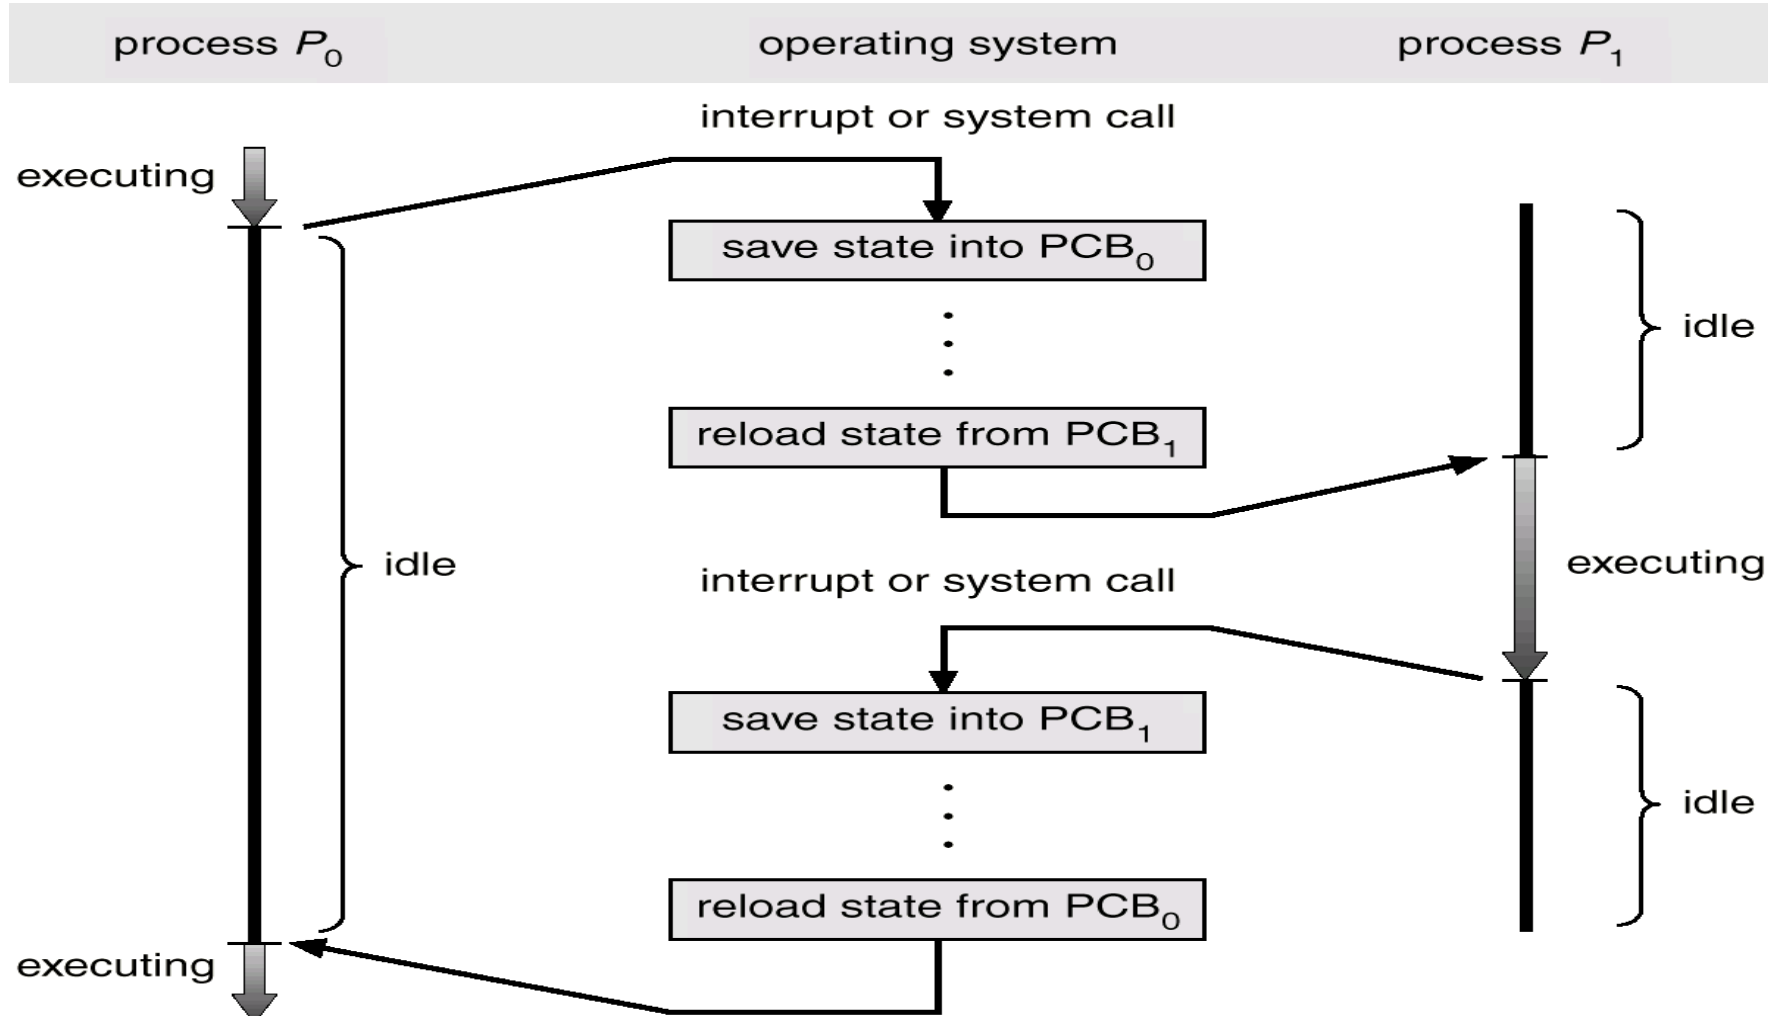 process P0
operating system
process P1
interrupt or system call
executing
save state into PCB0
idle
reload state from PCB1
idle
executing
interrupt or system call
save state into PCB1
idle
reload state from PCB0
executing